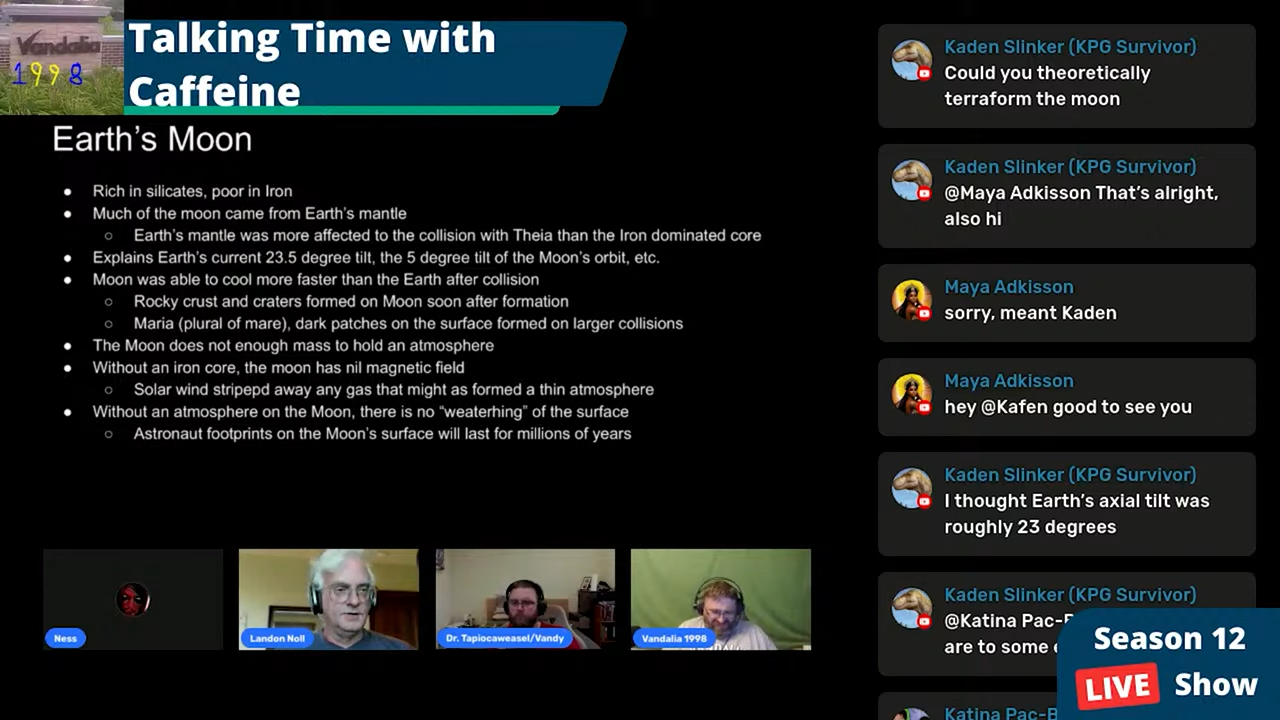 Vandalia
1998
Talking Time with
Caffeine
Earth's Moon
● Rich in silicates, poor in Iron
● Much of the moon came from Earth's mantle
○ Earth's mantle was more affected to the collision with Theia than the Iron dominated core
● Explains Earth's current 23.5 degree tilt, the 5 degree tilt of the Moon's orbit, etc.
● Moon was able to cool more faster than the Earth after collision
○ Rocky crust and craters formed on Moon soon after formation
○ Maria (plural of mare), dark patches on the surface formed on larger collisions
● The Moon does not enough mass to hold an atmosphere
● Without an iron core, the moon has nil magnetic field
○ Solar wind stripepd away any gas that might as formed a thin atmosphere
● Without an atmosphere on the Moon, there is no “weaterhing” of the surface
○ Astronaut footprints on the Moon's surface will last for millions of years
Ness
Landon Noll
Dr. Tapiocaweasel/Vandy
Vandalia 1998
Kaden Slinker (KPG Survivor)
Could you theoretically
terraform the moon
Kaden Slinker (KPG Survivor)
@Maya Adkisson That's alright,
also hi
Maya Adkisson
sorry, meant Kaden
Maya Adkisson
hey @Kafen good to see you
Kaden Slinker (KPG Survivor)
I thought Earth's axial tilt was
roughly 23 degrees
Kaden Slinker (KPG Survivor)
@Katina Pac-
are to some
Katina Pac-
Season 12
LIVE Show